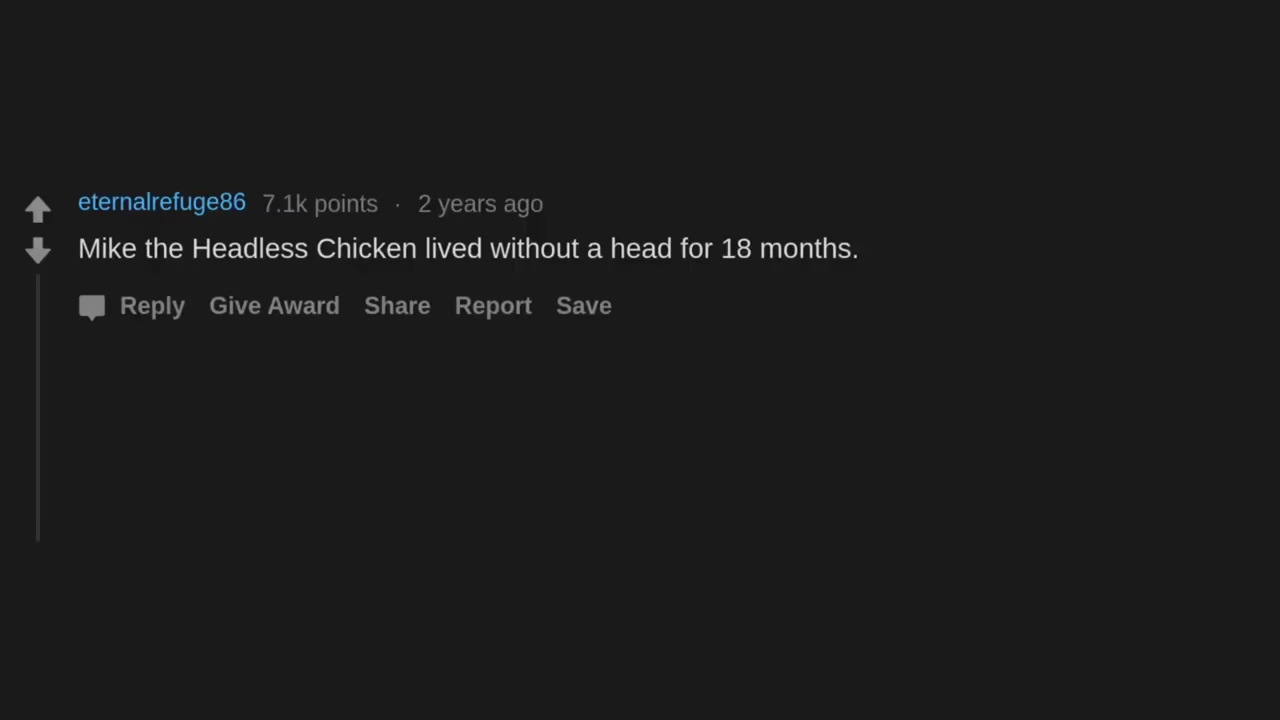 eternalrefuge86 7.1k points · 2 years ago
Mike the Headless Chicken lived without a head for 18 months.
Reply Give Award Share Report Save